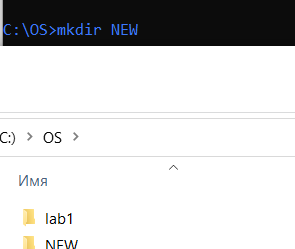 C:\OS>mkdir NEW
C:) > OS >
Имя
lab1
NEW